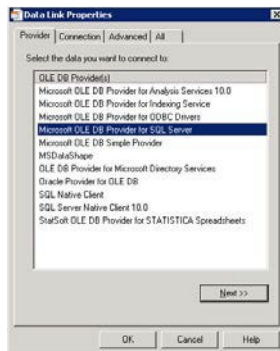 Data Link Properties
Provider Connection Advanced All
Select the data you want to connect to:
OLE DB Provider(s)
Microsoft OLE DB Provider for Analysis Services 10.0
Microsoft OLE DB Provider for Indexing Service
Microsoft OLE DB Provider for ODBC Drivers
Microsoft OLE DB Provider for SQL Server
Microsoft OLE DB Simple Provider
MSDataShape
OLE DB Provider for Microsoft Directory Services
Oracle Provider for OLE DB
SQL Native Client
SQL Server Native Client 10.0
StatSoft OLE DB Provider for STATISTICA Spreadsheets
Next >>
OK Cancel Help